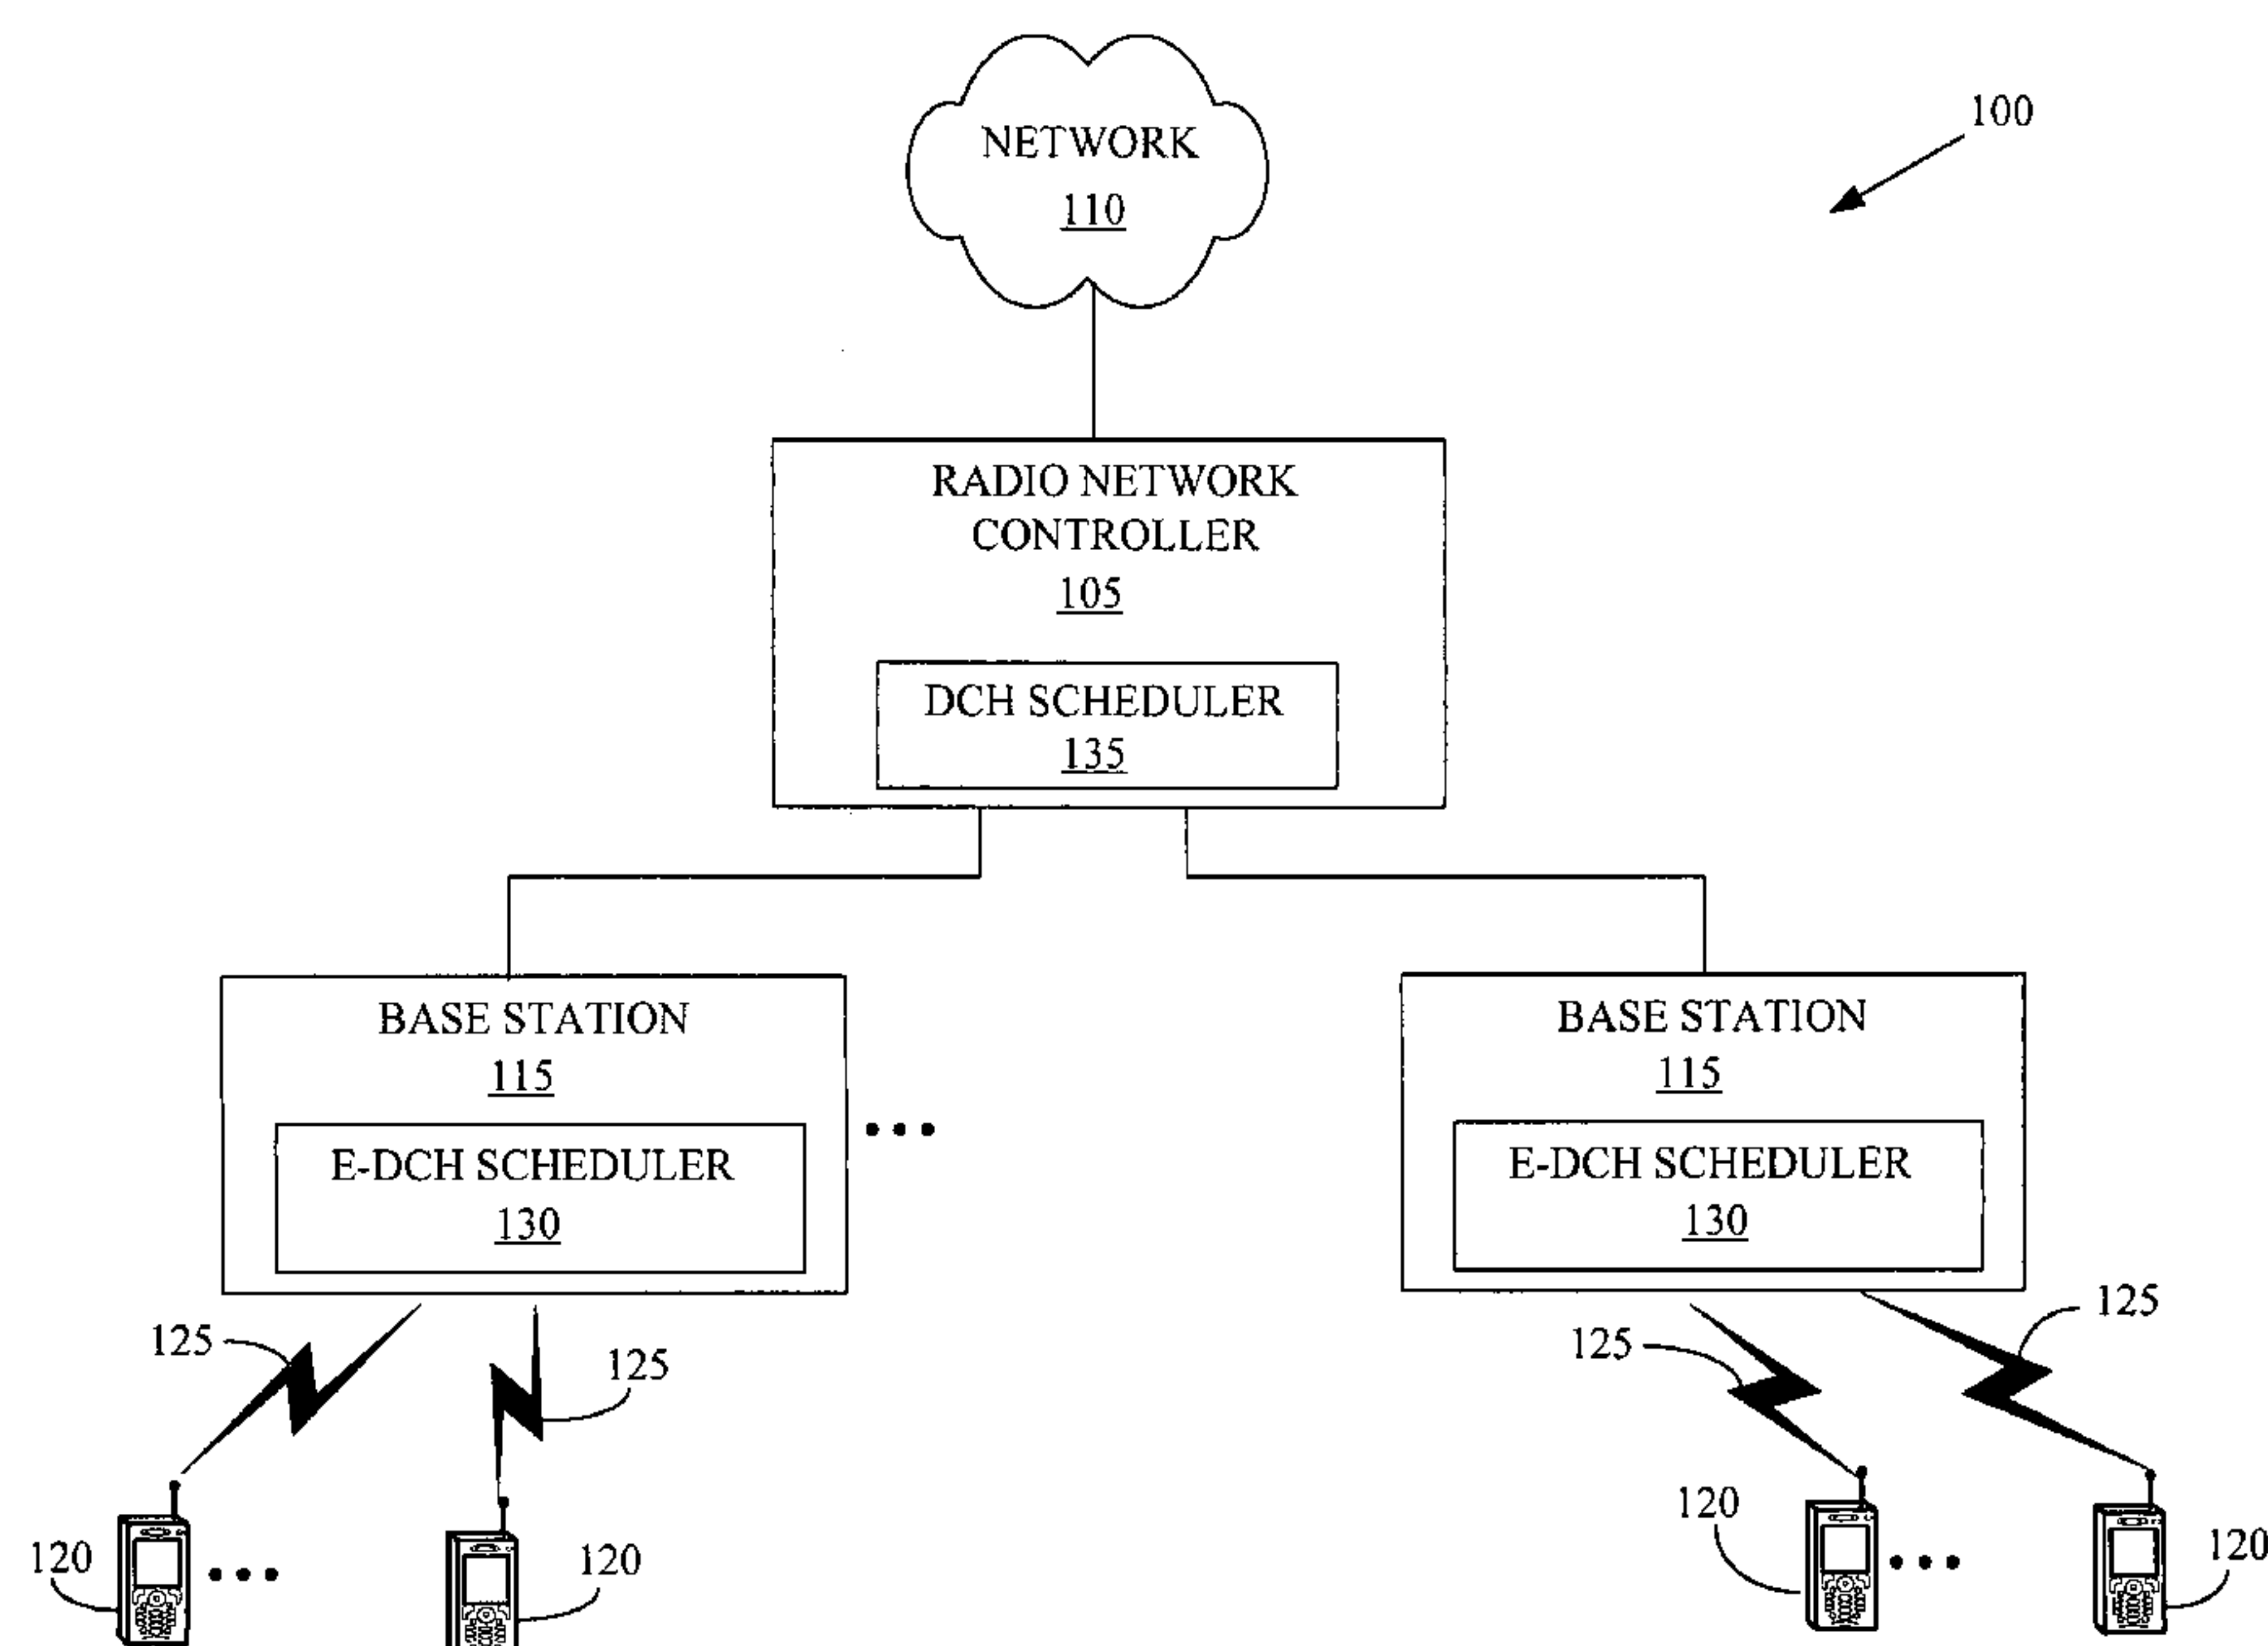 NETWORK
110
100
RADIO NETWORK
CONTROLLER
105
DCH SCHEDULER
135
BASE STATION
115
E-DCH SCHEDULER
130
BASE STATION
115
E-DCH SCHEDULER
130
125
125
125
125
120
120
120
120